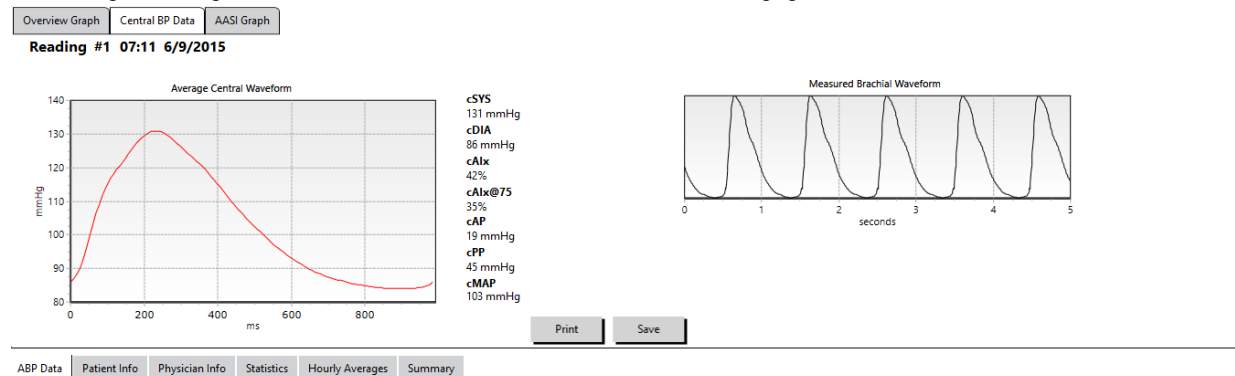 Overview Graph Central BP Data AASI Graph
Reading #1 07:11 6/9/2015
Average Central Waveform
140
130
120
110
100
90
80
mmHg
0 200 400 600 800
ms
cSYS
131 mmHg
cDIA
86 mmHg
cAIx
42%
cAIx@75
35%
cAP
19 mmHg
cPP
45 mmHg
cMAP
103 mmHg
Measured Brachial Waveform
0 1 2 3 4 5
seconds
Print Save
ABP Data Patient Info Physician Info Statistics Hourly Averages Summary